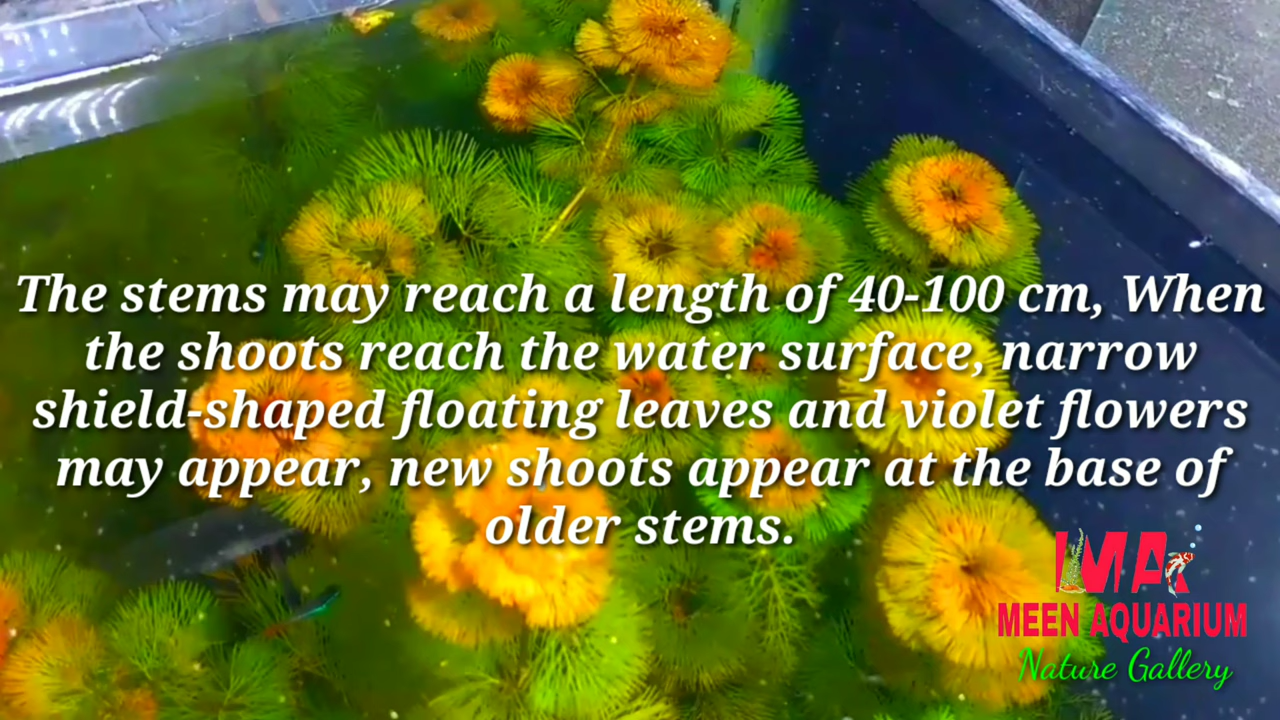 The stems may reach a length of 40-100 cm, When
the shoots reach the water surface, narrow
shield-shaped floating leaves and violet flowers
may appear, new shoots appear at the base of
older stems.
MA
MEEN AQUARIUM
Nature Gallery